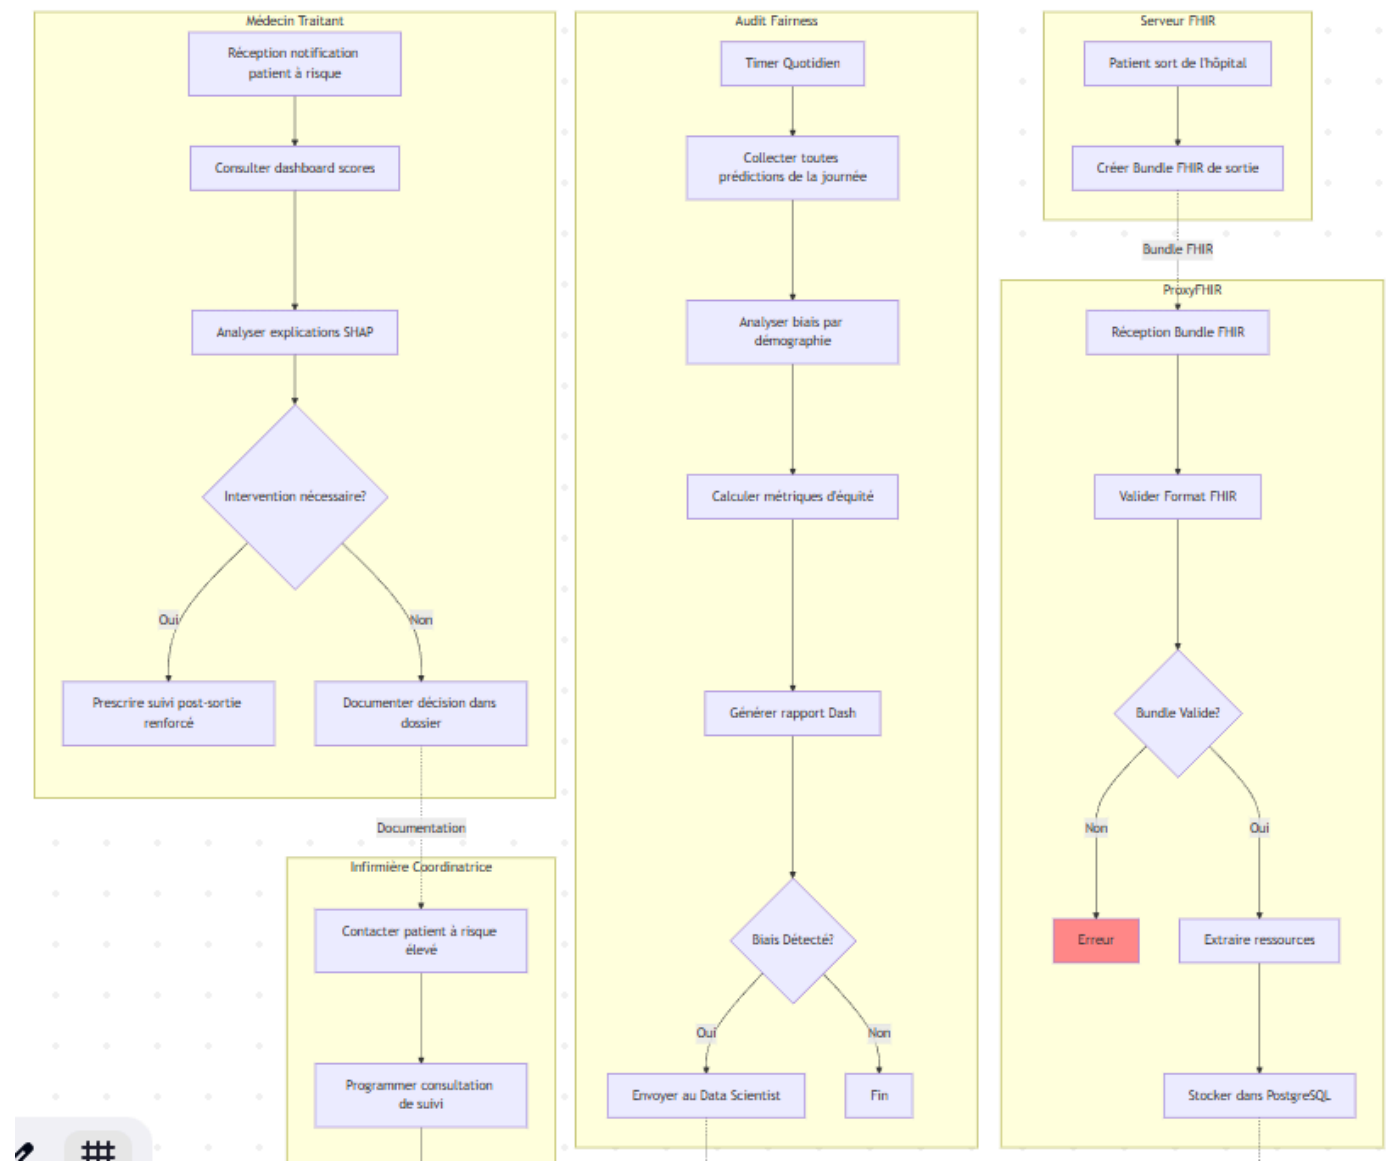 Médecin Traitant
Réception notification
patient à risque
Consulter dashboard scores
Analyser explications SHAP
Intervention nécessaire?
Oui
Non
Prescrire suivi post-sortie
renforcé
Documenter décision dans
dossier
Documentation
Infirmière Coordinatrice
Contacter patient à risque
élevé
Programmer consultation
de suivi
Audit Fairness
Timer Quotidien
Collecter toutes
prédictions de la journée
Analyser biais par
démographie
Calculer métriques d'équité
Générer rapport Dash
Biais Détecté?
Oui
Non
Envoyer au Data Scientist
Fin
Serveur FHIR
Patient sort de l'hôpital
Créer Bundle FHIR de sortie
Bundle FHIR
ProxyFHIR
Réception Bundle FHIR
Valider Format FHIR
Bundle Valide?
Non
Oui
Erreur
Extraire ressources
Stocker dans PostgreSQL